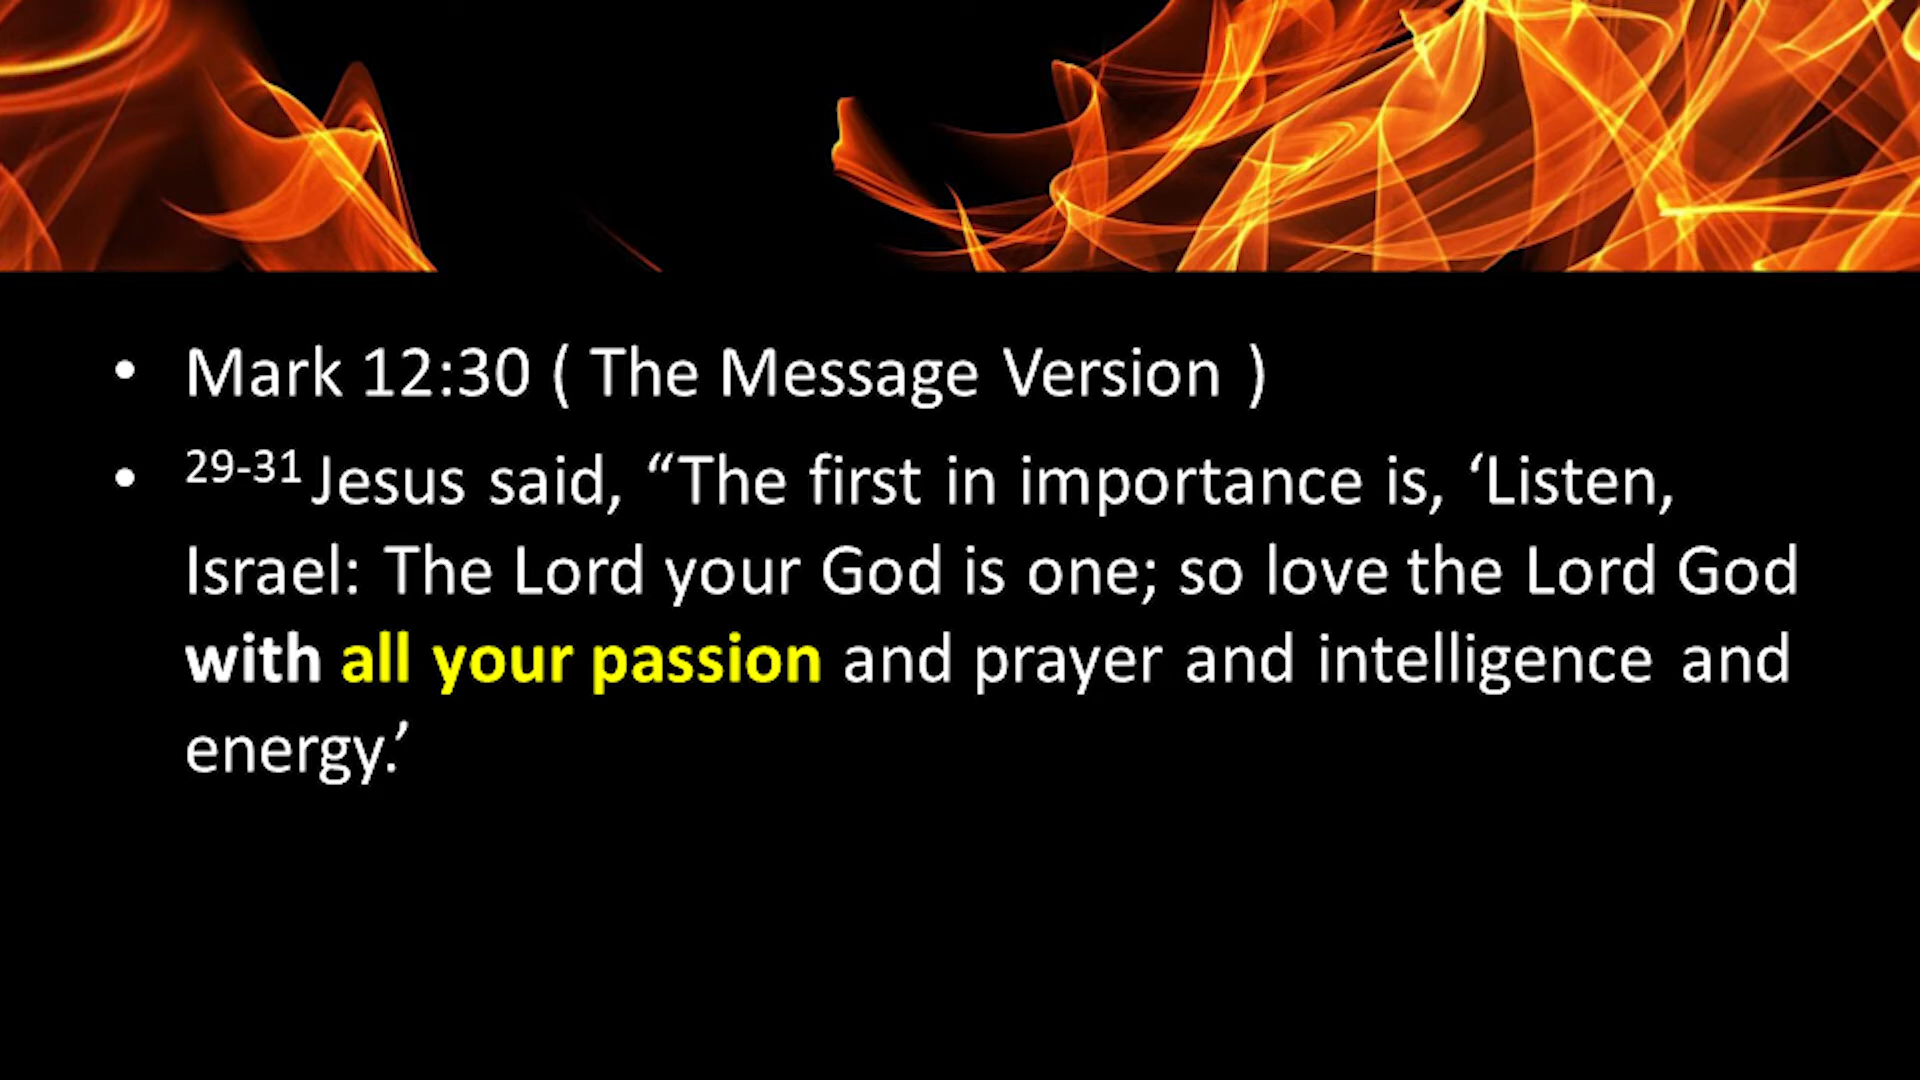 • Mark 12:30 ( The Message Version )
• 29-31 Jesus said, “The first in importance is, ‘Listen,
Israel: The Lord your God is one; so love the Lord God
with all your passion and prayer and intelligence and
energy.’